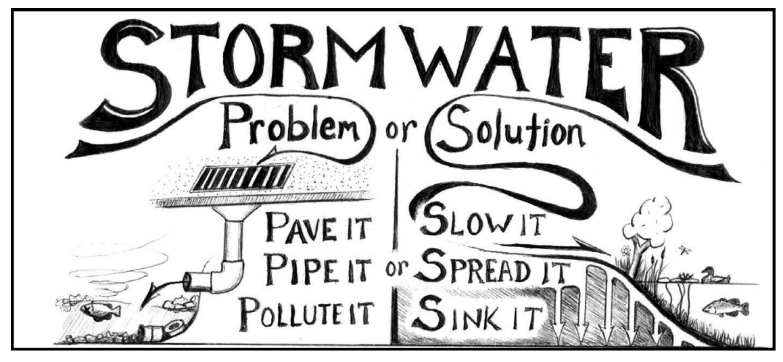 STORMWATER
Problem or Solution
PAVE IT SLOW IT
PIPE IT or SPREAD IT
POLLUTE IT SINK IT